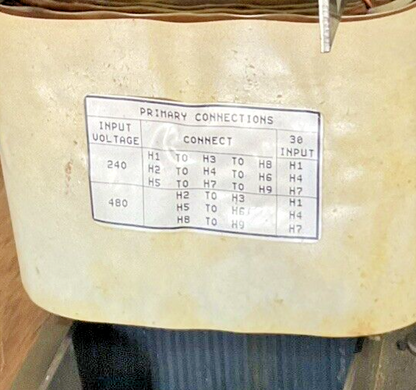 PRIMARY CONNECTIONS
INPUT VOLTAGE CONNECT 30 INPUT
240 H1 TO H3 TO H8 H1
H2 TO H4 TO H6 H4
H5 TO H7 TO H9 H7
480 H2 TO H3 H1
H5 TO H6 H4
H8 TO H9 H7